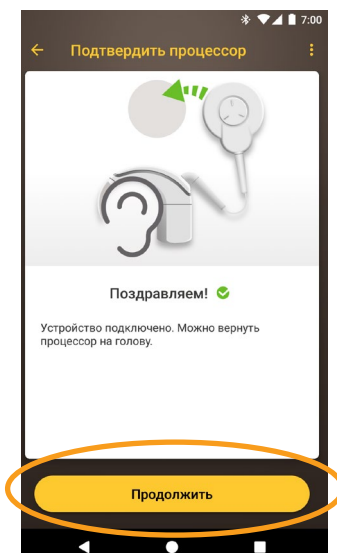 7:00
Подтвердить процессор
Поздравляем!
Устройство подключено. Можно вернуть
процессор на голову.
Продолжить